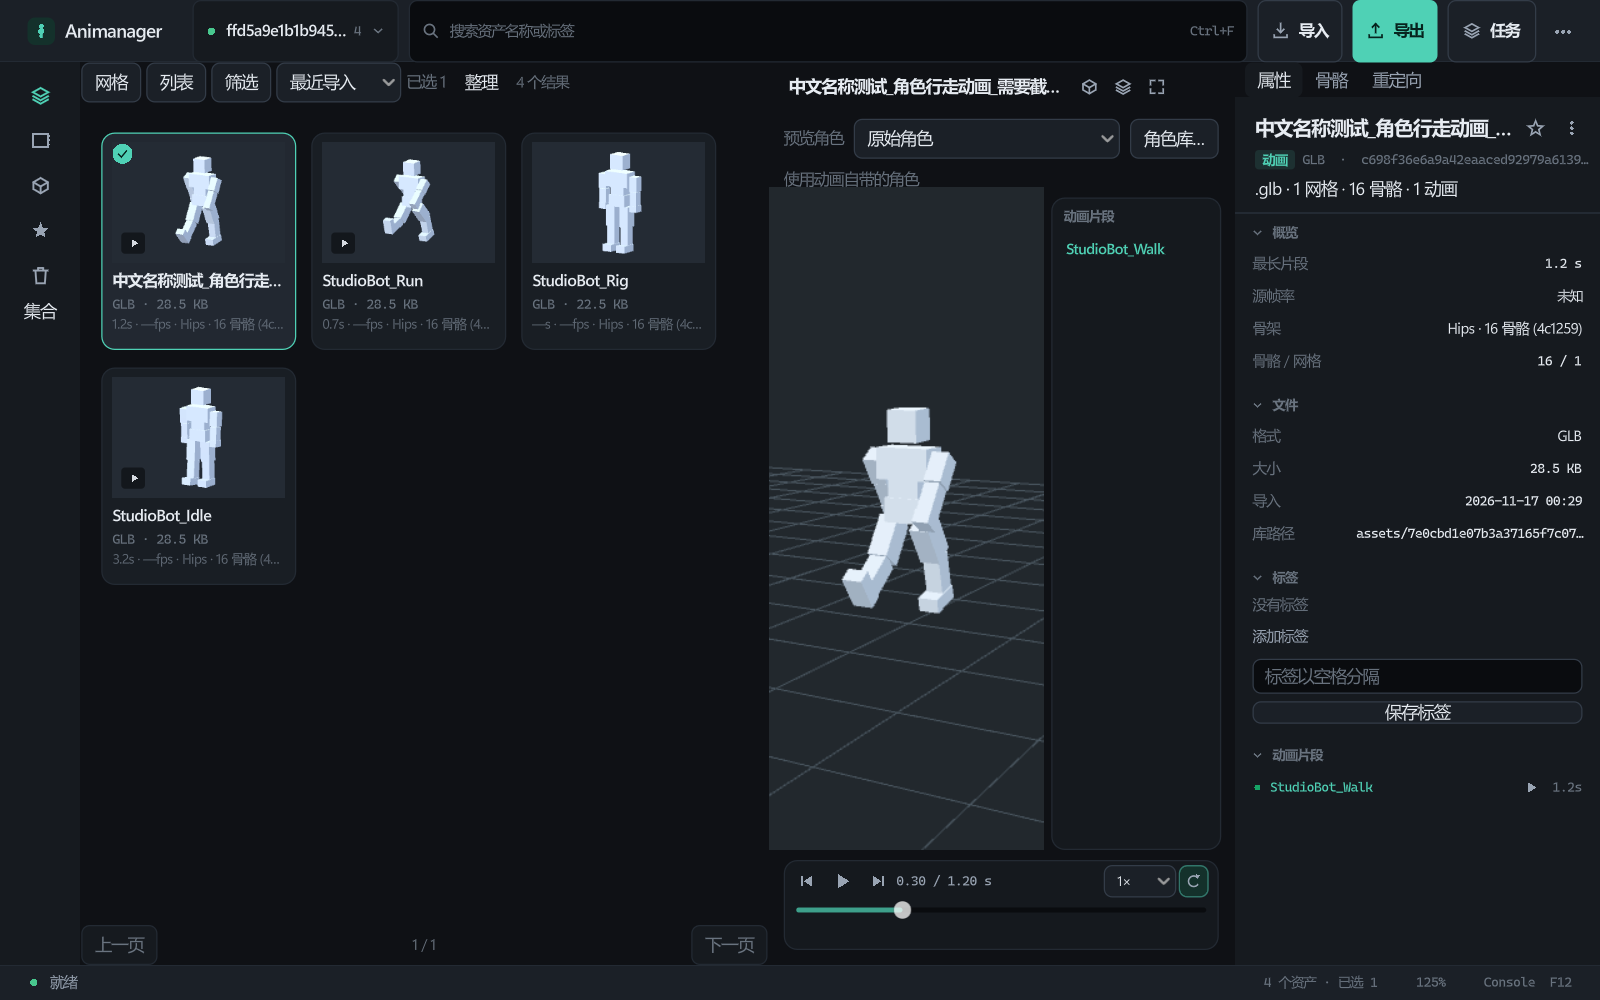 Animanager
ffd5a9e1b1b945... 4
搜索资产名称或标签
Ctrl+F
导入
导出
任务
网格
列表
筛选
最近导入
已选 1
整理
4 个结果
集合
中文名称测试_角色行走...
GLB · 28.5 KB
1.2s · —fps · Hips · 16 骨骼 (4c...
StudioBot_Run
GLB · 28.5 KB
0.7s · —fps · Hips · 16 骨骼 (4...
StudioBot_Rig
GLB · 22.5 KB
—s · —fps · Hips · 16 骨骼 (4c...
StudioBot_Idle
GLB · 28.5 KB
3.2s · —fps · Hips · 16 骨骼 (4...
上一页
1 / 1
下一页
中文名称测试_角色行走动画_需要截...
预览角色
原始角色
角色库...
使用动画自带的角色
动画片段
StudioBot_Walk
0.30 / 1.20 s
1×
属性
骨骼
重定向
中文名称测试_角色行走动画_...
动画 GLB · c698f36e6a9a42eaaced92979a6139...
.glb · 1 网格 · 16 骨骼 · 1 动画
概览
最长片段 1.2 s
源帧率 未知
骨架 Hips · 16 骨骼 (4c1259)
骨骼 / 网格 16 / 1
文件
格式 GLB
大小 28.5 KB
导入 2026-11-17 00:29
库路径 assets/7e0cbd1e07b3a37165f7c07...
标签
没有标签
添加标签
标签以空格分隔
保存标签
动画片段
StudioBot_Walk 1.2s
就绪
4 个资产 · 已选 1
125%
Console F12